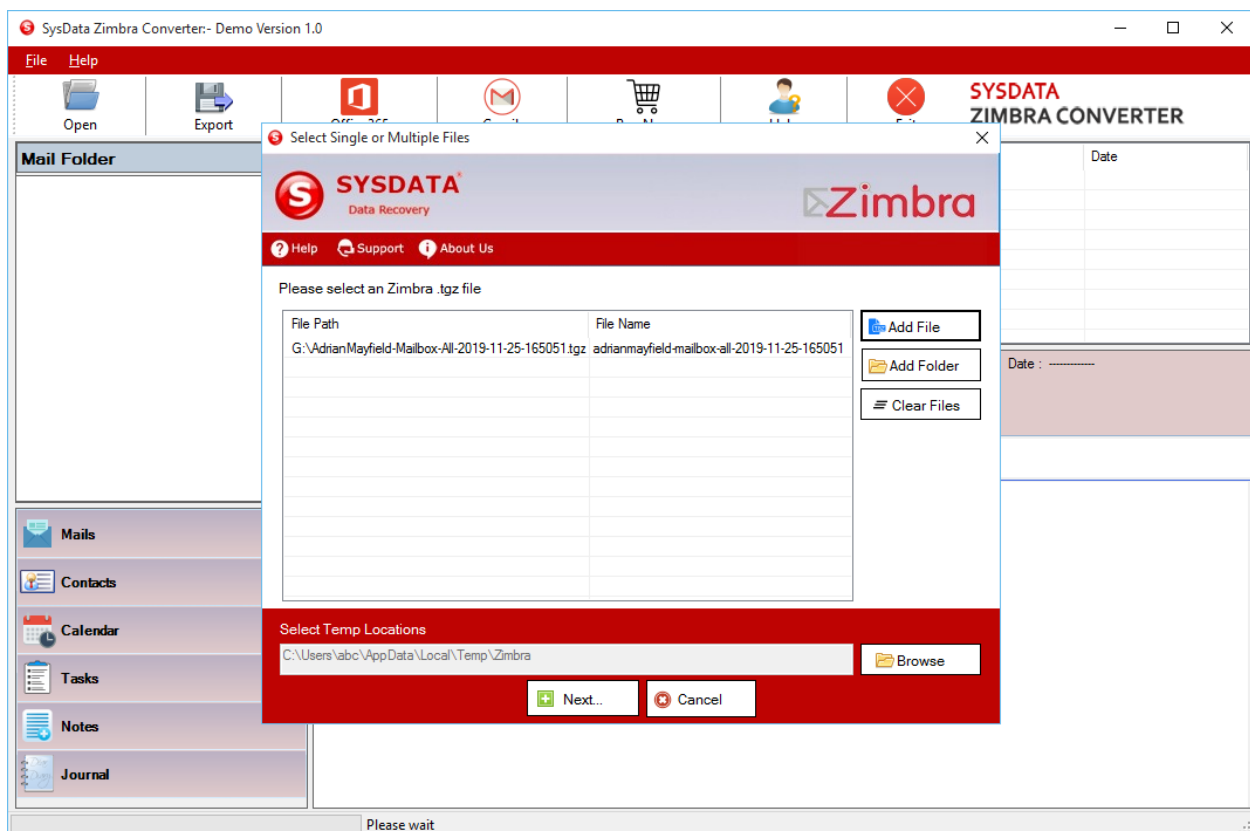 SysData Zimbra Converter:- Demo Version 1.0
File Help
Open Export
SYSDATA
ZIMBRA CONVERTER
Select Single or Multiple Files
Mail Folder
Date
SYSDATA
Data Recovery
Zimbra
Help Support About Us
Please select an Zimbra .tgz file
File Path File Name
G:\AdrianMayfield-Mailbox-All-2019-11-25-165051.tgz adrianmayfield-mailbox-all-2019-11-25-165051
Add File
Add Folder
Clear Files
Date : -------------
Mails
Contacts
Calendar
Tasks
Notes
Journal
Select Temp Locations
C:\Users\abc\AppData\Local\Temp\Zimbra
Browse
Next...
Cancel
Please wait